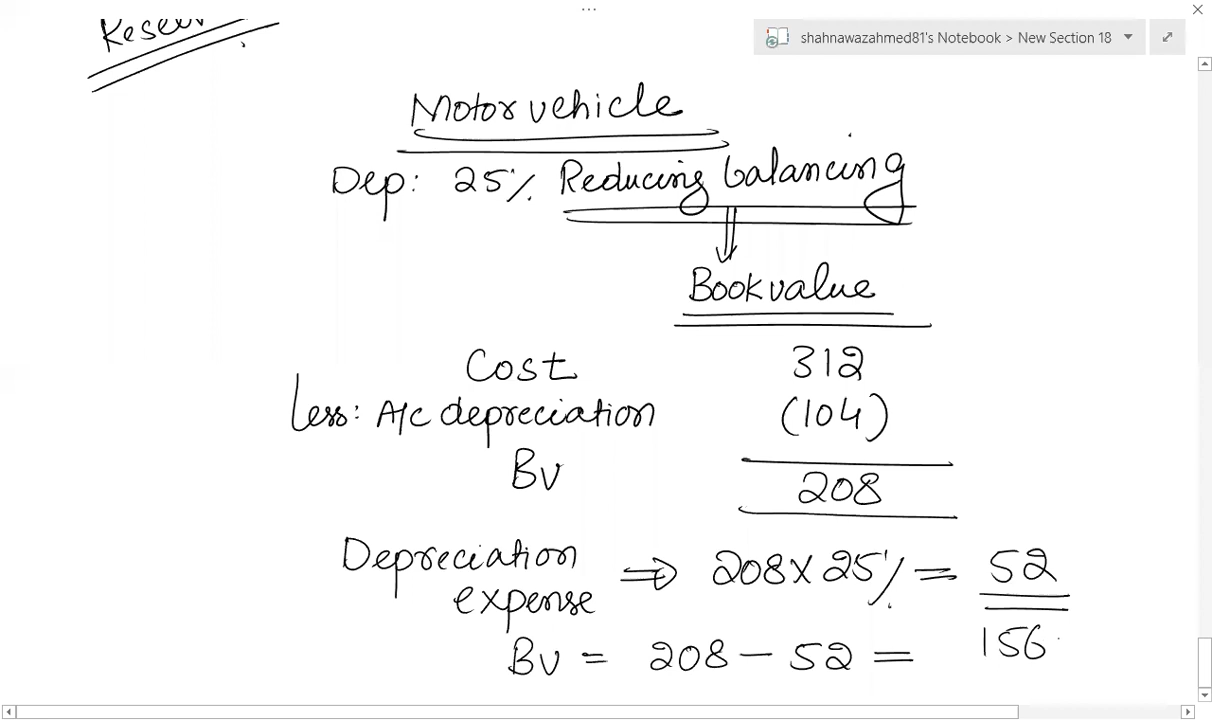 shahnawazahmed81's Notebook > New Section 18
Motor vehicle
Dep: 25% Reducing balancing
Book value
Cost 312
Less: A/c depreciation (104)
BV 208
Depreciation expense ⇒ 208 x 25% = 52
BV = 208 - 52 = 156